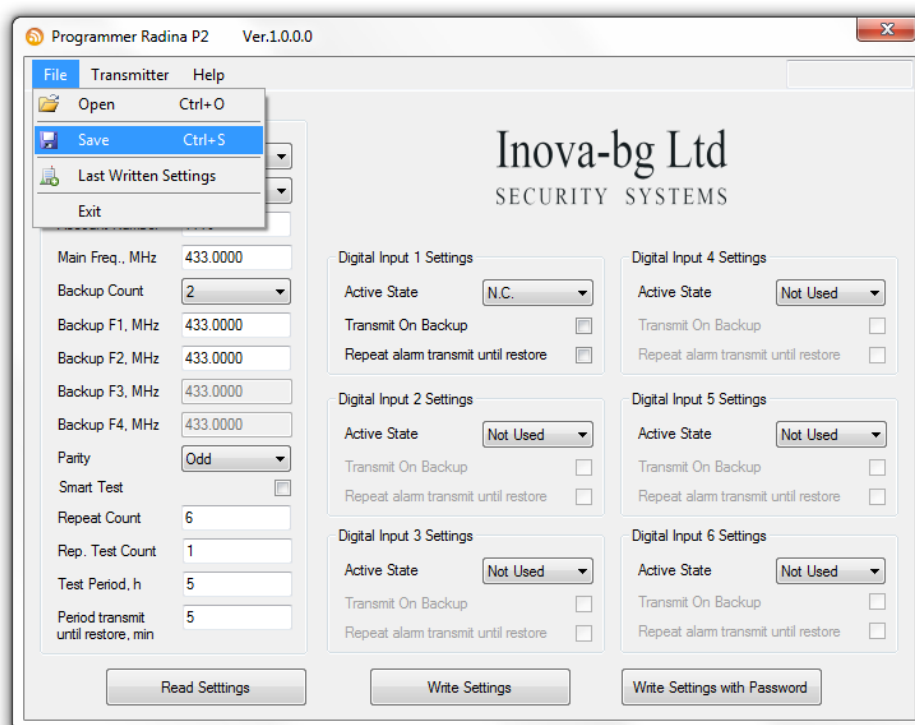 Programmer Radina P2 Ver.1.0.0.0
File Transmitter Help
Open Ctrl+O
Save Ctrl+S
Last Written Settings
Exit
Inova-bg Ltd
SECURITY SYSTEMS
Main Freq., MHz 433.0000
Backup Count 2
Backup F1, MHz 433.0000
Backup F2, MHz 433.0000
Backup F3, MHz 433.0000
Backup F4, MHz 433.0000
Parity Odd
Smart Test
Repeat Count 6
Rep. Test Count 1
Test Period, h 5
Period transmit
until restore, min 5
Digital Input 1 Settings
Active State N.C.
Transmit On Backup
Repeat alarm transmit until restore
Digital Input 2 Settings
Active State Not Used
Transmit On Backup
Repeat alarm transmit until restore
Digital Input 3 Settings
Active State Not Used
Transmit On Backup
Repeat alarm transmit until restore
Digital Input 4 Settings
Active State Not Used
Transmit On Backup
Repeat alarm transmit until restore
Digital Input 5 Settings
Active State Not Used
Transmit On Backup
Repeat alarm transmit until restore
Digital Input 6 Settings
Active State Not Used
Transmit On Backup
Repeat alarm transmit until restore
Read Setttings
Write Settings
Write Settings with Password